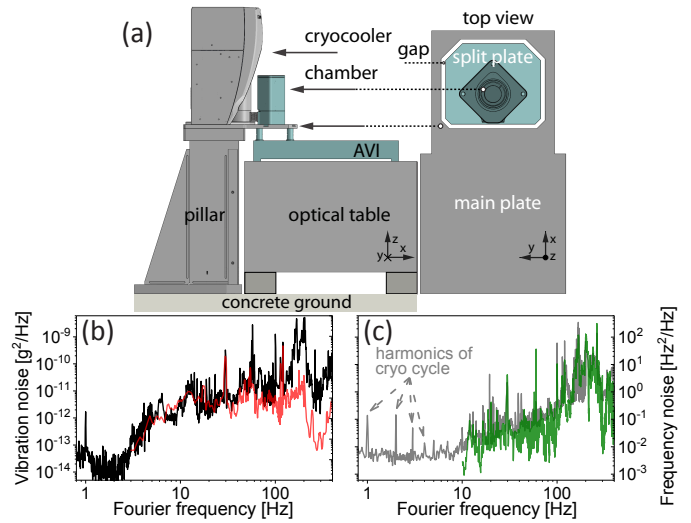 top view
(a)
cryocooler
gap
split plate
chamber
AVI
pillar
optical table
main plate
z
y
x
x
y
z
concrete ground
(b)
Vibration noise [g²/Hz]
10⁻⁹
10⁻¹⁰
10⁻¹¹
10⁻¹²
10⁻¹³
10⁻¹⁴
1
10
100
Fourier frequency [Hz]
(c)
harmonics of
cryo cycle
10²
10¹
10⁰
10⁻¹
10⁻²
10⁻³
Frequency noise [Hz²/Hz]
1
10
100
Fourier frequency [Hz]